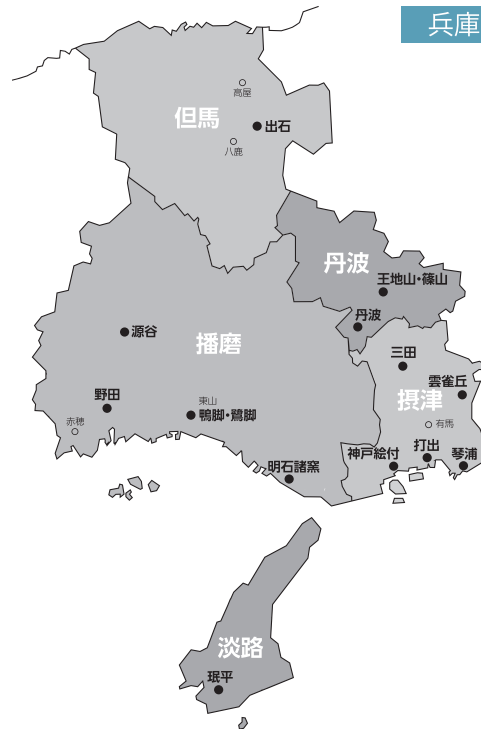 兵庫
高屋
但馬
出石
八鹿
丹波
王地山・篠山
丹波
源谷
播磨
三田
雲雀丘
野田
東山
鴨脚・鷺脚
摂津
赤穂
有馬
神戸絵付
打出
琴浦
明石諸窯
淡路
珉平